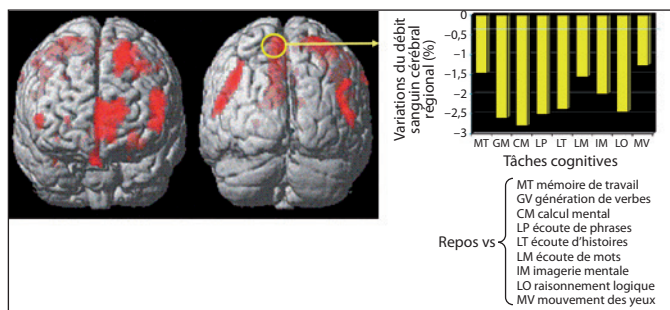 Variations du débit
sanguin cérébral
régional (%)
0
–0,5
–1
–1,5
–2
–2,5
–3
MT GM CM LP LT LM IM LO MV
Tâches cognitives
Repos vs
MT mémoire de travail
GV génération de verbes
CM calcul mental
LP écoute de phrases
LT écoute d'histoires
LM écoute de mots
IM imagerie mentale
LO raisonnement logique
MV mouvement des yeux